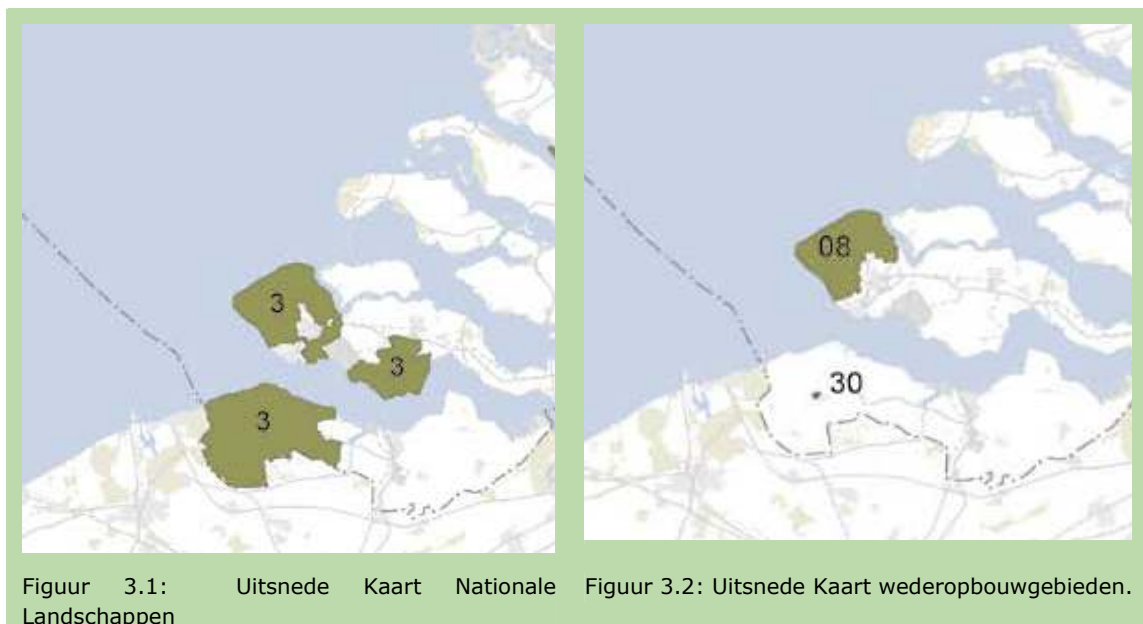 3
3
3
08
30
Figuur 3.1: Uitsnede Kaart Nationale
Landschappen
Figuur 3.2: Uitsnede Kaart wederopbouwgebieden.